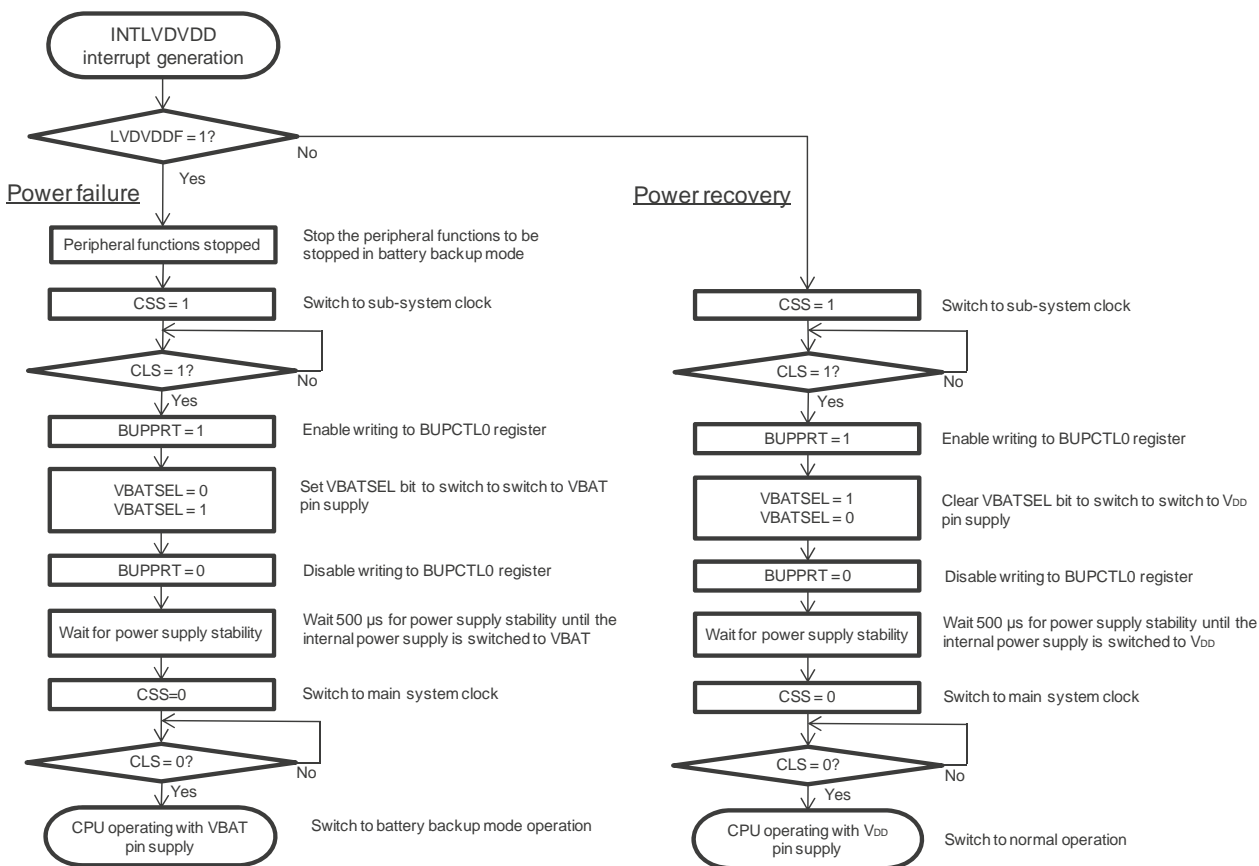 INTLVDVDD
interrupt generation
LVDVDDF = 1?
No
Yes
Power failure
Peripheral functions stopped
Stop the peripheral functions to be
stopped in battery backup mode
CSS = 1
Switch to sub-system clock
CLS = 1?
No
Yes
BUPPRT = 1
Enable writing to BUPCTL0 register
VBATSEL = 0
VBATSEL = 1
Set VBATSEL bit to switch to switch to VBAT
pin supply
BUPPRT = 0
Disable writing to BUPCTL0 register
Wait for power supply stability
Wait 500 µs for power supply stability until the
internal power supply is switched to VBAT
CSS=0
Switch to main system clock
CLS = 0?
No
Yes
CPU operating with VBAT
pin supply
Switch to battery backup mode operation
Power recovery
CSS = 1
Switch to sub-system clock
CLS = 1?
No
Yes
BUPPRT = 1
Enable writing to BUPCTL0 register
VBATSEL = 1
VBATSEL = 0
Clear VBATSEL bit to switch to switch to VDD
pin supply
BUPPRT = 0
Disable writing to BUPCTL0 register
Wait for power supply stability
Wait 500 µs for power supply stability until the
internal power supply is switched to VDD
CSS = 0
Switch to main system clock
CLS = 0?
No
Yes
CPU operating with VDD
pin supply
Switch to normal operation